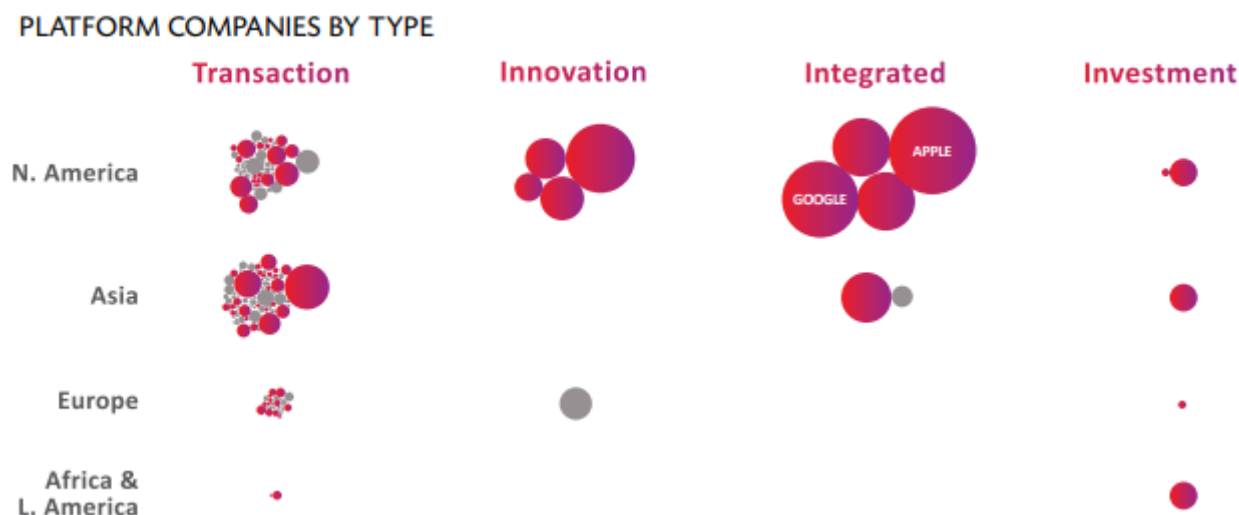 PLATFORM COMPANIES BY TYPE
Transaction
Innovation
Integrated
Investment
N. America
APPLE
GOOGLE
Asia
Europe
Africa &
L. America